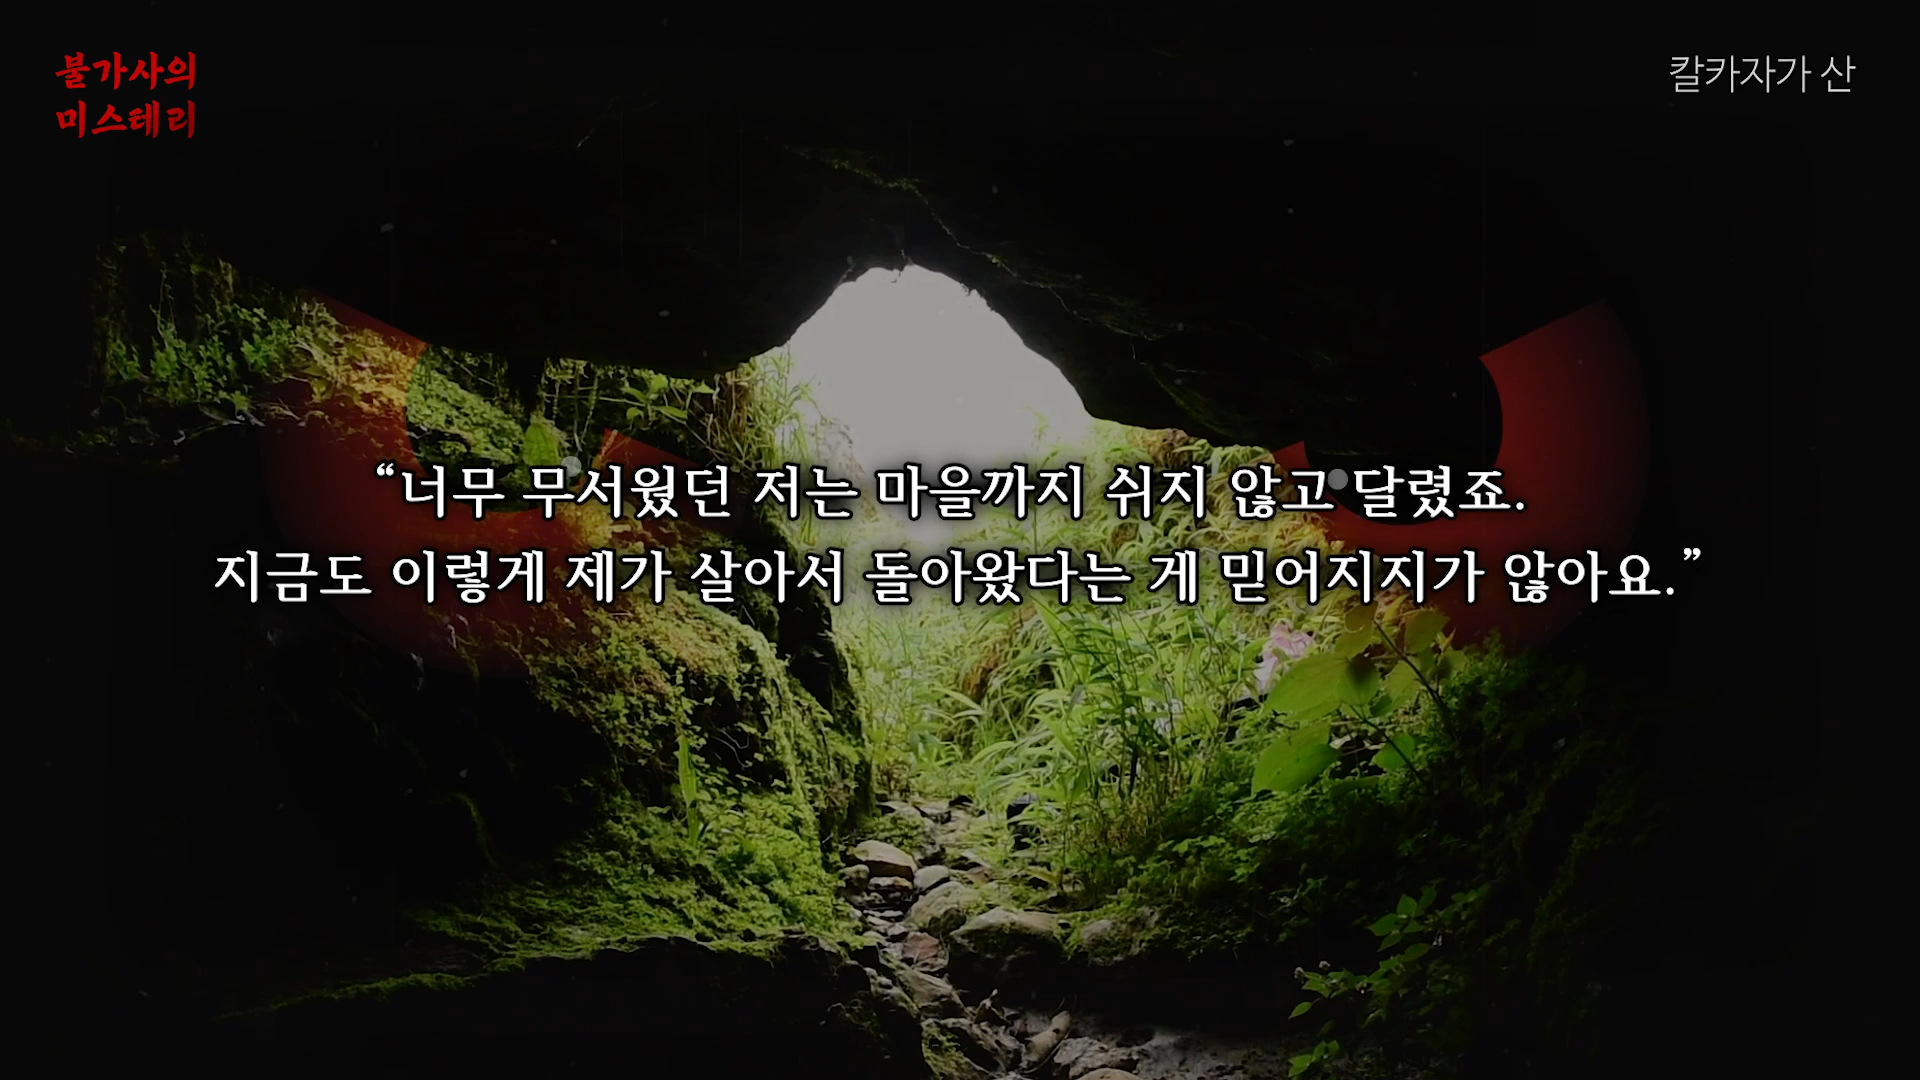 불가사의
미스테리
칼카자가 산
“너무 무서웠던 저는 마을까지 쉬지 않고 달렸죠.
지금도 이렇게 제가 살아서 돌아왔다는 게 믿어지지가 않아요.”